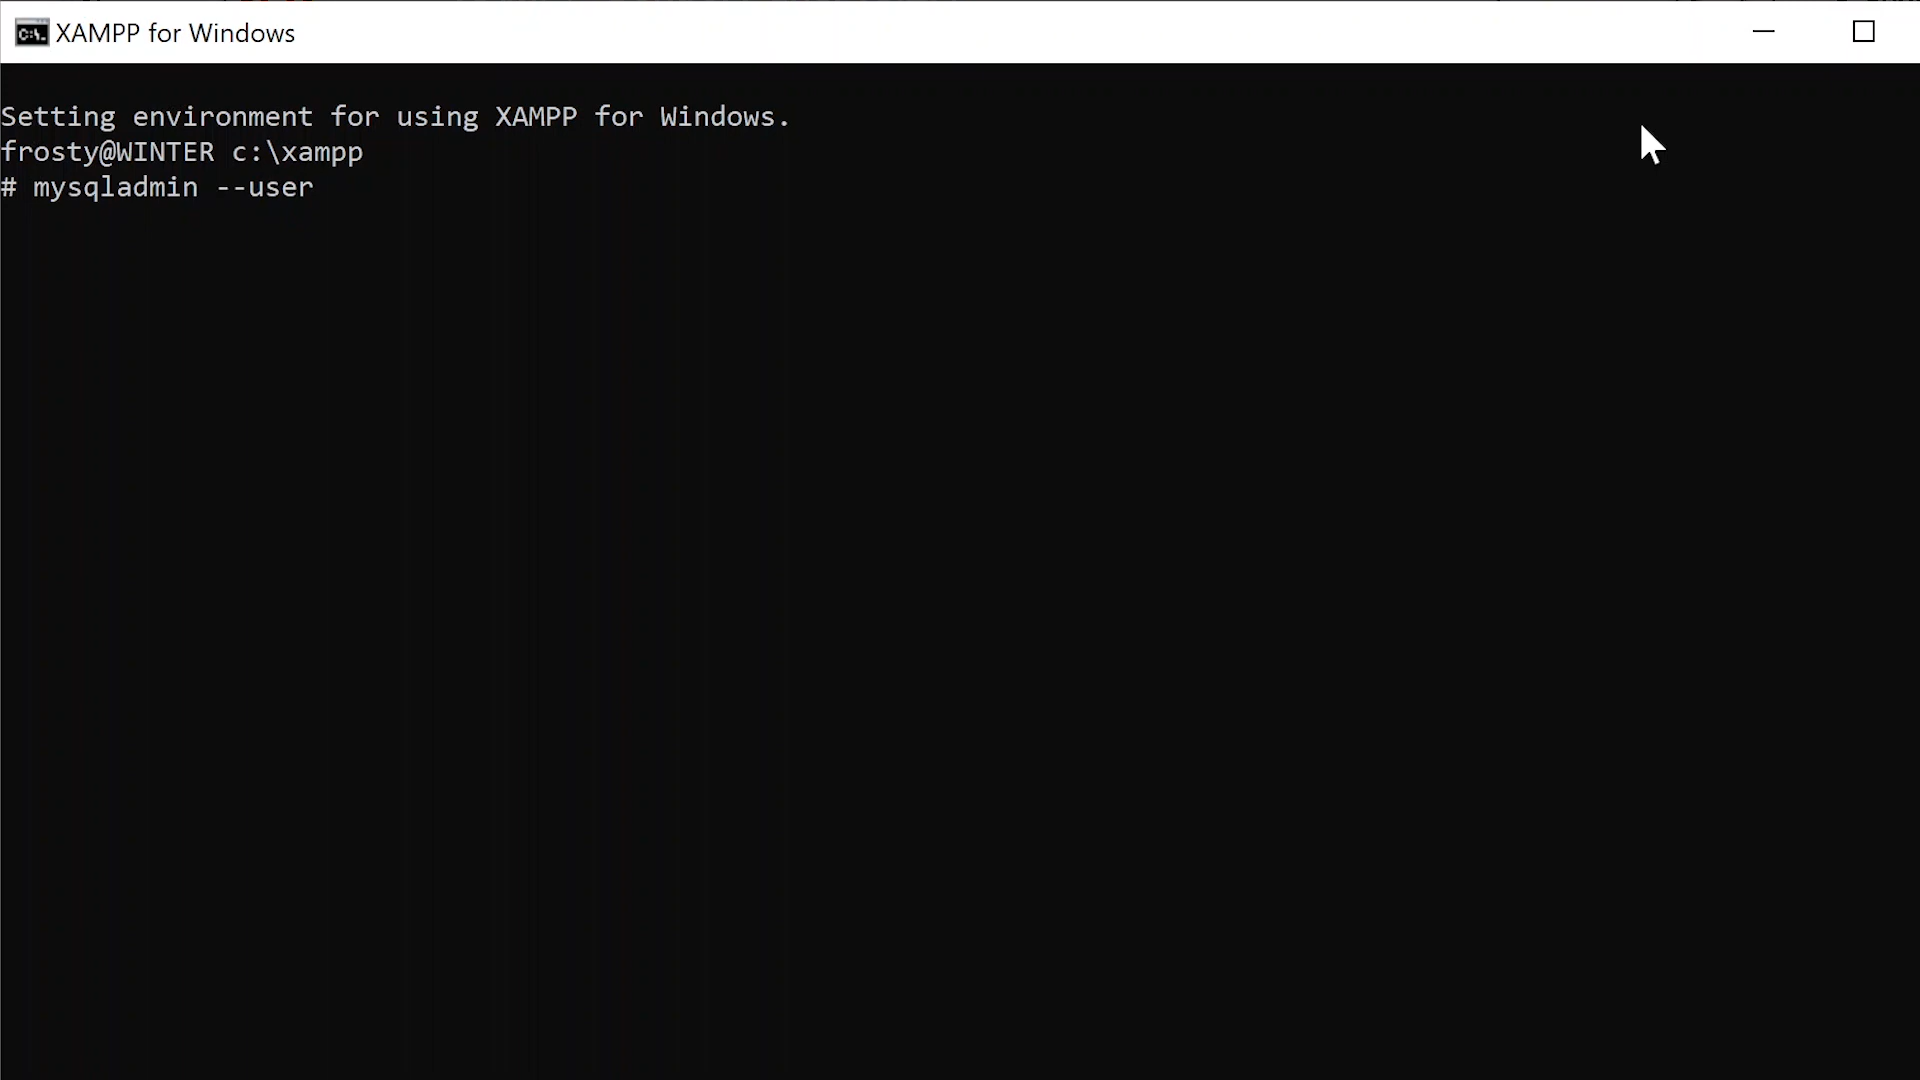 XAMPP for Windows
Setting environment for using XAMPP for Windows.
frosty@WINTER c:\xampp
# mysqladmin --user